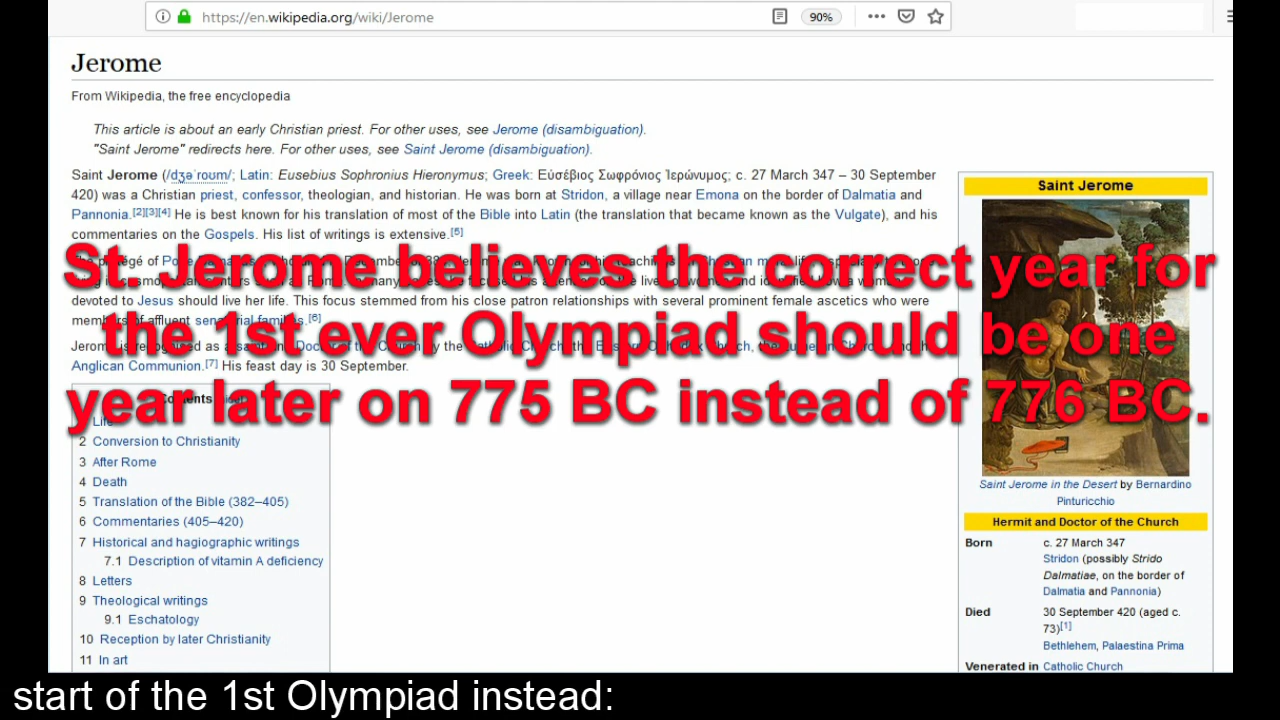 https://en.wikipedia.org/wiki/Jerome
90%
Jerome
From Wikipedia, the free encyclopedia
This article is about an early Christian priest. For other uses, see Jerome (disambiguation).
"Saint Jerome" redirects here. For other uses, see Saint Jerome (disambiguation).
Saint Jerome (/dʒəˈroʊm/; Latin: Eusebius Sophronius Hieronymus; Greek: Εὐσέβιος Σωφρόνιος Ἱερώνυμος; c. 27 March 347 – 30 September
420) was a Christian priest, confessor, theologian, and historian. He was born at Stridon, a village near Emona on the border of Dalmatia and
Pannonia.[2][3][4] He is best known for his translation of most of the Bible into Latin (the translation that became known as the Vulgate), and his
commentaries on the Gospels. His list of writings is extensive.[5]
St. Jerome believes the correct year for
the 1st ever Olympiad should be one
year later on 775 BC instead of 776 BC.
devoted to Jesus should live her life. This focus stemmed from his close patron relationships with several prominent female ascetics who were
members of affluent senatorial families.[6]
Anglican Communion.[7] His feast day is 30 September.
Contents
2 Conversion to Christianity
3 After Rome
4 Death
5 Translation of the Bible (382–405)
6 Commentaries (405–420)
7 Historical and hagiographic writings
7.1 Description of vitamin A deficiency
8 Letters
9 Theological writings
9.1 Eschatology
10 Reception by later Christianity
11 In art
Saint Jerome
Saint Jerome in the Desert by Bernardino
Pinturicchio
Hermit and Doctor of the Church
Born c. 27 March 347
Stridon (possibly Strido
Dalmatiae, on the border of
Dalmatia and Pannonia)
Died 30 September 420 (aged c.
73)[1]
Bethlehem, Palaestina Prima
Venerated in Catholic Church
start of the 1st Olympiad instead: